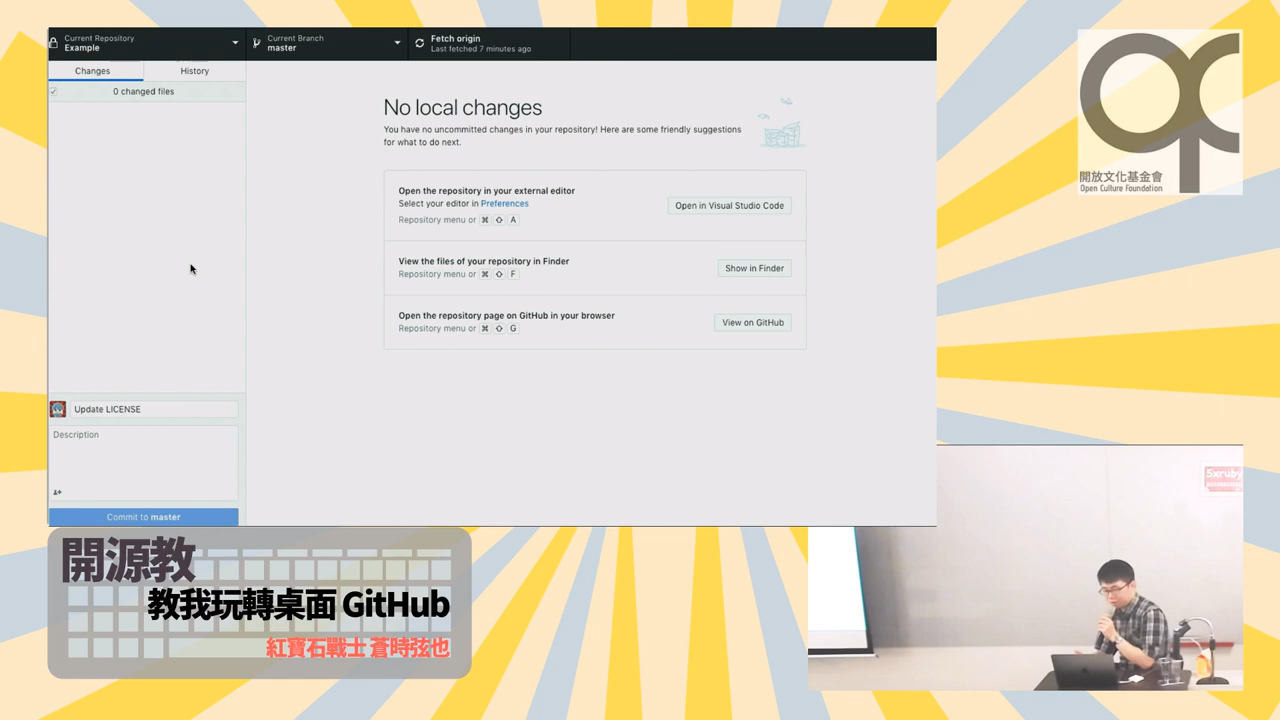 Current Repository
Example
Current Branch
master
Fetch origin
Last fetched 7 minutes ago
Changes
History
0 changed files
No local changes
You have no uncommitted changes in your repository! Here are some friendly suggestions
for what to do next.
Open the repository in your external editor
Select your editor in Preferences
Repository menu or ⌘ ⇧ A
Open in Visual Studio Code
View the files of your repository in Finder
Repository menu or ⌘ ⇧ F
Show in Finder
Open the repository page on GitHub in your browser
Repository menu or ⌘ ⇧ G
View on GitHub
Update LICENSE
Description
Commit to master
開放文化基金會
Open Culture Foundation
5xruby
開源教
教我玩轉桌面 GitHub
紅寶石戰士 蒼時弦也